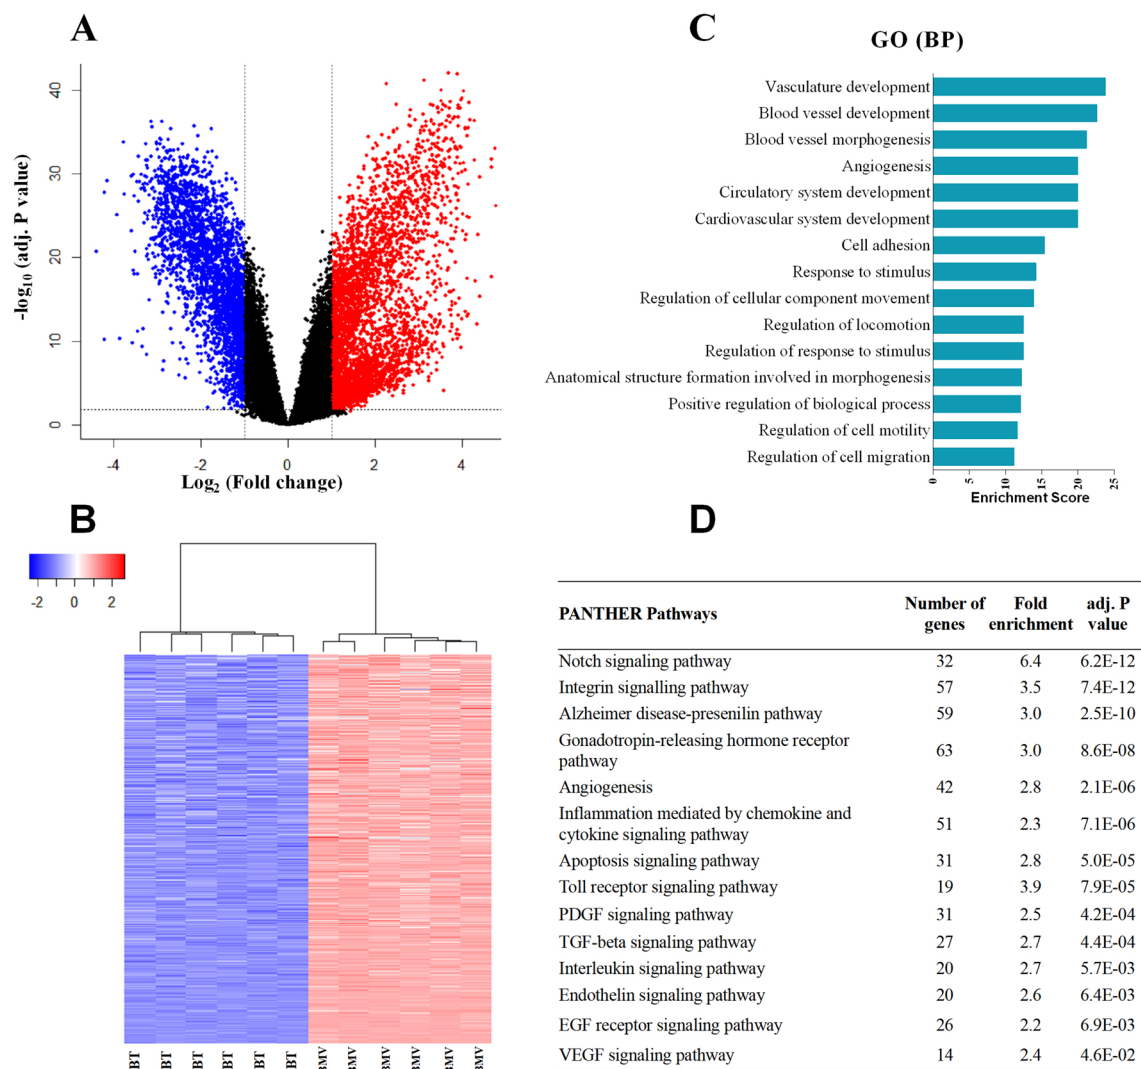 A
-log10 (adj. P value)
40
30
20
10
0
-4
-2
0
2
4
Log2 (Fold change)
B
-2
0
2
BT
BT
BT
BT
BT
BT
BMV
BMV
BMV
BMV
BMV
BMV
C
GO (BP)
Vasculature development
Blood vessel development
Blood vessel morphogenesis
Angiogenesis
Circulatory system development
Cardiovascular system development
Cell adhesion
Response to stimulus
Regulation of cellular component movement
Regulation of locomotion
Regulation of response to stimulus
Anatomical structure formation involved in morphogenesis
Positive regulation of biological process
Regulation of cell motility
Regulation of cell migration
0
5
10
15
20
25
Enrichment Score
D
PANTHER Pathways Number of genes Fold enrichment adj. P value
Notch signaling pathway 32 6.4 6.2E-12
Integrin signalling pathway 57 3.5 7.4E-12
Alzheimer disease-presenilin pathway 59 3.0 2.5E-10
Gonadotropin-releasing hormone receptor
pathway 63 3.0 8.6E-08
Angiogenesis 42 2.8 2.1E-06
Inflammation mediated by chemokine and
cytokine signaling pathway 51 2.3 7.1E-06
Apoptosis signaling pathway 31 2.8 5.0E-05
Toll receptor signaling pathway 19 3.9 7.9E-05
PDGF signaling pathway 31 2.5 4.2E-04
TGF-beta signaling pathway 27 2.7 4.4E-04
Interleukin signaling pathway 20 2.7 5.7E-03
Endothelin signaling pathway 20 2.6 6.4E-03
EGF receptor signaling pathway 26 2.2 6.9E-03
VEGF signaling pathway 14 2.4 4.6E-02